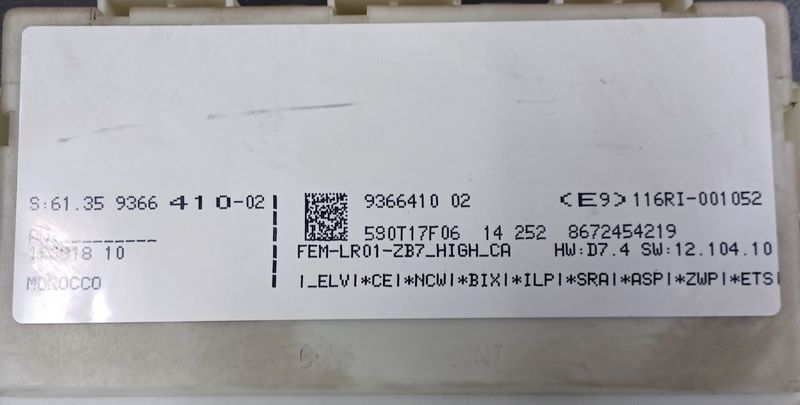 S:61.35 9366 410-02
9366410 02
<E9>116RI-001052
580T17F06 14 252 8672454219
10
FEM-LR01-ZB7_HIGH_CA
HW:D7.4 SW:12.104.10
MOROCCO
|_ELV|*CE|*NCW|*BIX|*ILP|*SRA|*ASP|*ZWP|*ETS|